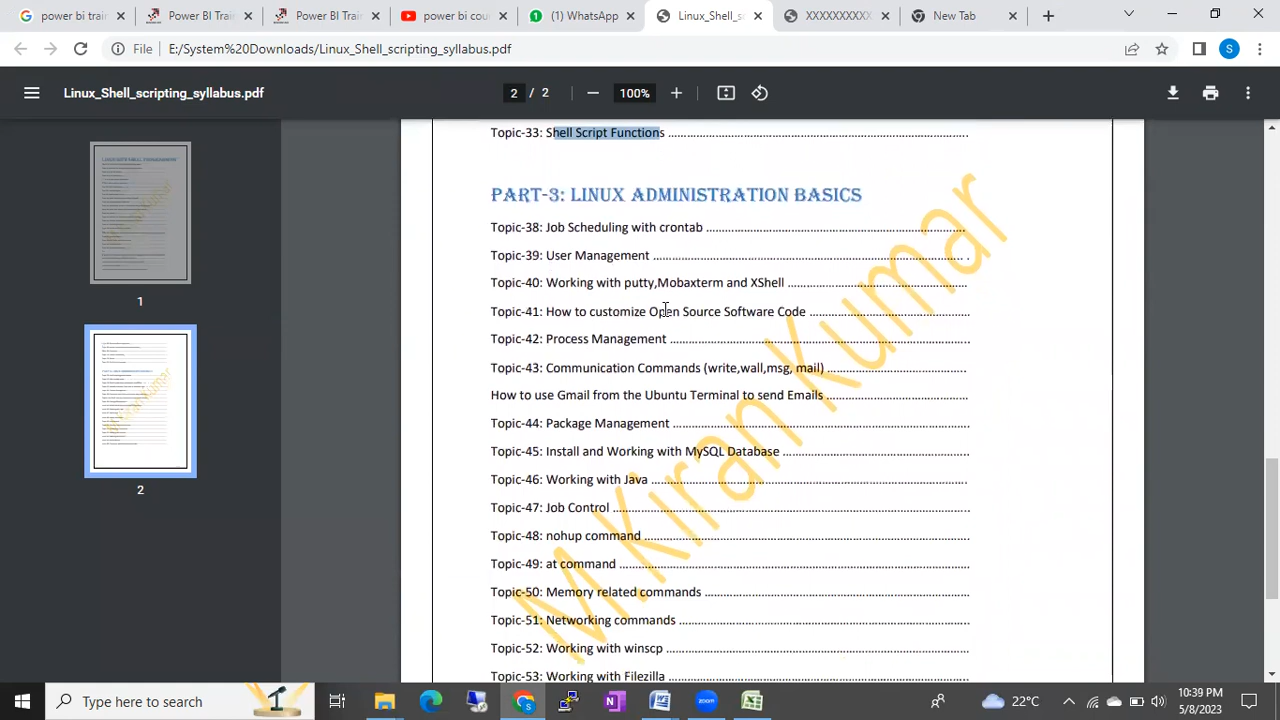 power bi train
Power BI Train
Power BI Train
power bi cou
(1) WhatsApp
Linux_Shell_s
XXXXXXXXXX
New Tab
File
E:/System%20Downloads/Linux_Shell_scripting_syllabus.pdf
S
Linux_Shell_scripting_syllabus.pdf
2 / 2
100%
1
2
Topic-33: Shell Script Functions ……………………………………………………………………..
PART-3: LINUX ADMINISTRATION BASICS
Topic-38: Job Scheduling with crontab ……………………………………………………………..
Topic-39: User Management ………………………………………………………………………….. .
Topic-40: Working with putty,Mobaxterm and XShell ………………………………………….
Topic-41: How to customize Open Source Software Code …………………………………….
Topic-42: Process Management ……………………………………………………………………….
Topic-43: Communication Commands (write,wall,msg, mail) ………………………………..
How to use Gmail from the Ubuntu Terminal to send Emails …………………………………
Topic-44: Package Management ……………………………………………………………………….
Topic-45: Install and Working with MySQL Database ……………………………………………
Topic-46: Working with Java …………………………………………………………………………….
Topic-47: Job Control ………………………………………………………………………………………
Topic-48: nohup command ……………………………………………………………………………….
Topic-49: at command ……………………………………………………………………………………..
Topic-50: Memory related commands ………………………………………………………………..
Topic-51: Networking commands ………………………………………………………………………
Topic-52: Working with winscp …………………………………………………………………………
Topic-53: Working with Filezilla …………………………………………………………………………
M Kiran Kumar
Type here to search
22°C
10:39 PM
5/8/2023